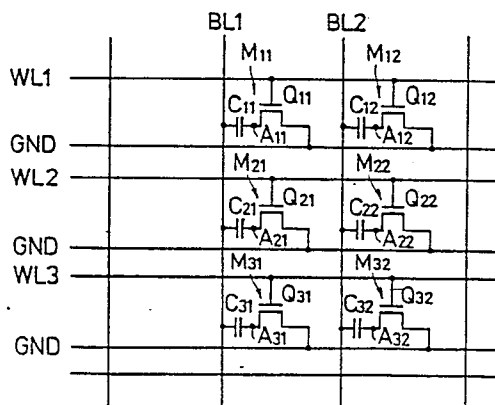 BL1 BL2
M11 M12
WL1
Q11 Q12
C11 C12
A11 A12
GND
WL2
M21 M22
Q21 Q22
C21 C22
A21 A22
GND
WL3
M31 M32
Q31 Q32
C31 C32
A31 A32
GND